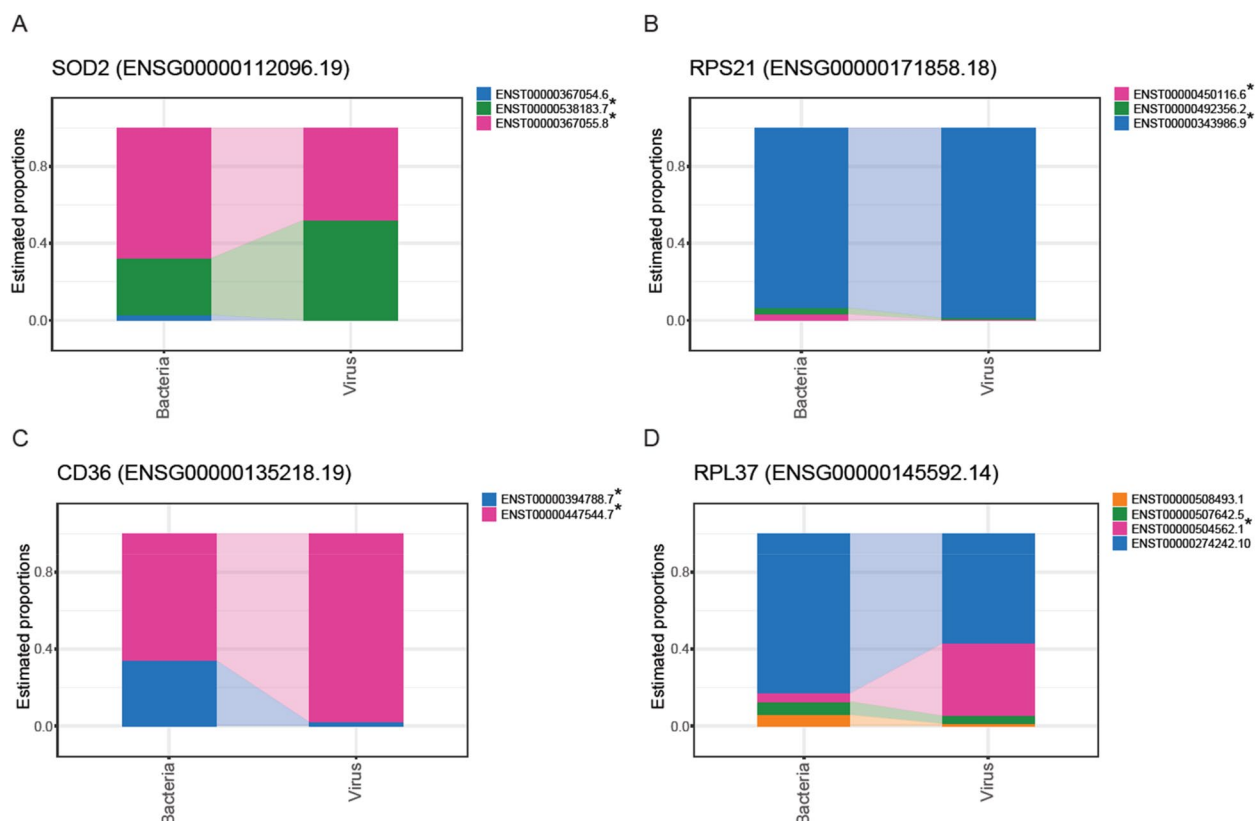 A
SOD2 (ENSG00000112096.19)
ENST00000367054.6
ENST00000538183.7*
ENST00000367055.8*
Estimated proportions
0.8
0.4
0.0
Bacteria
Virus
B
RPS21 (ENSG00000171858.18)
ENST00000450116.6*
ENST00000492356.2
ENST00000343986.9*
Estimated proportions
0.8
0.4
0.0
Bacteria
Virus
C
CD36 (ENSG00000135218.19)
ENST00000394788.7*
ENST00000447544.7*
Estimated proportions
0.8
0.4
0.0
Bacteria
Virus
D
RPL37 (ENSG00000145592.14)
ENST00000508493.1
ENST00000507642.5
ENST00000504562.1*
ENST00000274242.10
Estimated proportions
0.8
0.4
0.0
Bacteria
Virus